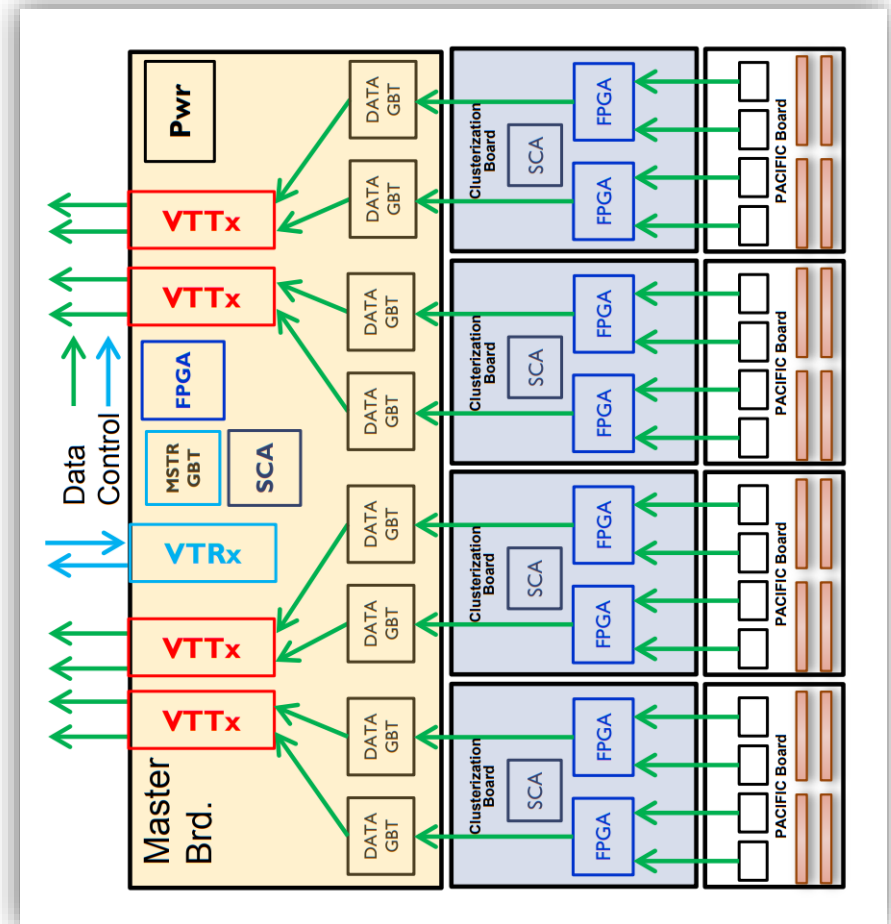 Data
Control
Pwr
VTTx
VTTx
FPGA
MSTR
GBT
SCA
VTRx
VTTx
VTTx
Master
Brd.
DATA
GBT
DATA
GBT
DATA
GBT
DATA
GBT
DATA
GBT
DATA
GBT
DATA
GBT
DATA
GBT
Clusterization
Board
SCA
FPGA
FPGA
PACIFIC Board
Clusterization
Board
SCA
FPGA
FPGA
PACIFIC Board
Clusterization
Board
SCA
FPGA
FPGA
PACIFIC Board
Clusterization
Board
SCA
FPGA
FPGA
PACIFIC Board